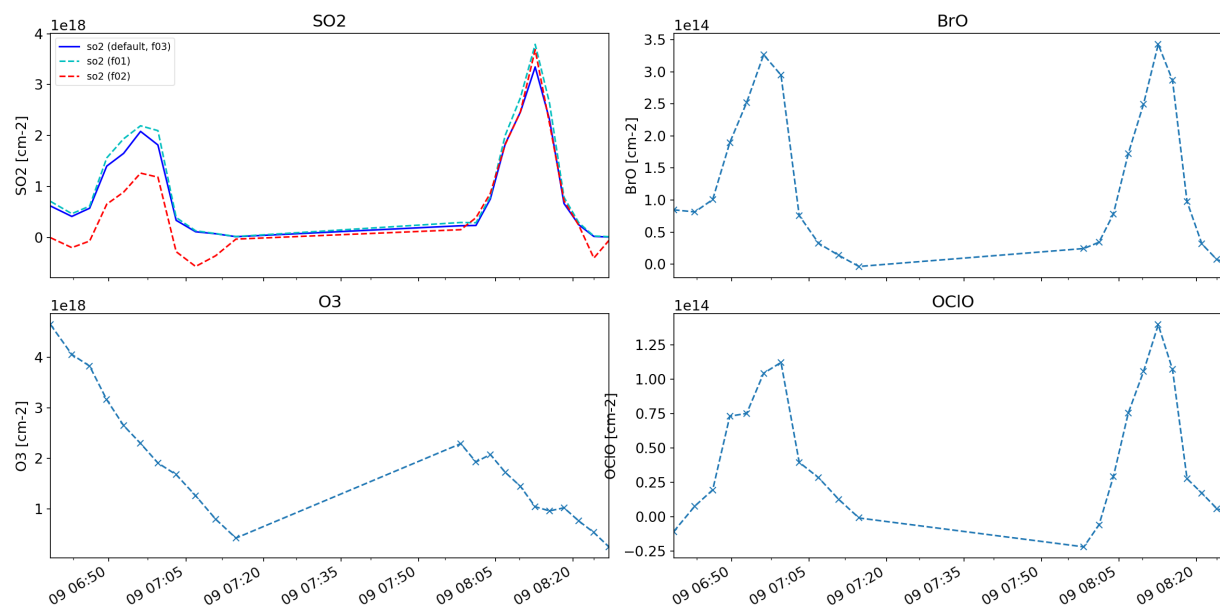 SO2
1e18
so2 (default, f03)
so2 (f01)
so2 (f02)
SO2 [cm-2]
4
3
2
1
0
BrO
1e14
BrO [cm-2]
3.5
3.0
2.5
2.0
1.5
1.0
0.5
0.0
O3
1e18
O3 [cm-2]
4
3
2
1
09 06:50
09 07:05
09 07:20
09 07:35
09 07:50
09 08:05
09 08:20
OClO
1e14
OClO [cm-2]
1.25
1.00
0.75
0.50
0.25
0.00
−0.25
09 06:50
09 07:05
09 07:20
09 07:35
09 07:50
09 08:05
09 08:20